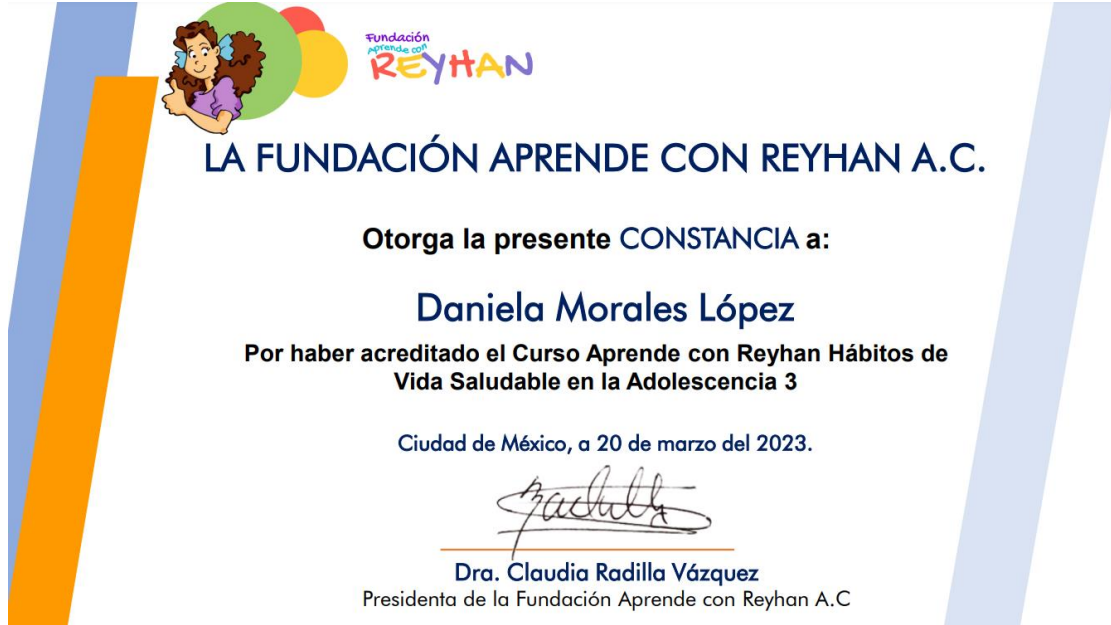 Fundación
Aprende con
REYHAN
LA FUNDACIÓN APRENDE CON REYHAN A.C.
Otorga la presente CONSTANCIA a:
Daniela Morales López
Por haber acreditado el Curso Aprende con Reyhan Hábitos de
Vida Saludable en la Adolescencia 3
Ciudad de México, a 20 de marzo del 2023.
Dra. Claudia Radilla Vázquez
Presidenta de la Fundación Aprende con Reyhan A.C